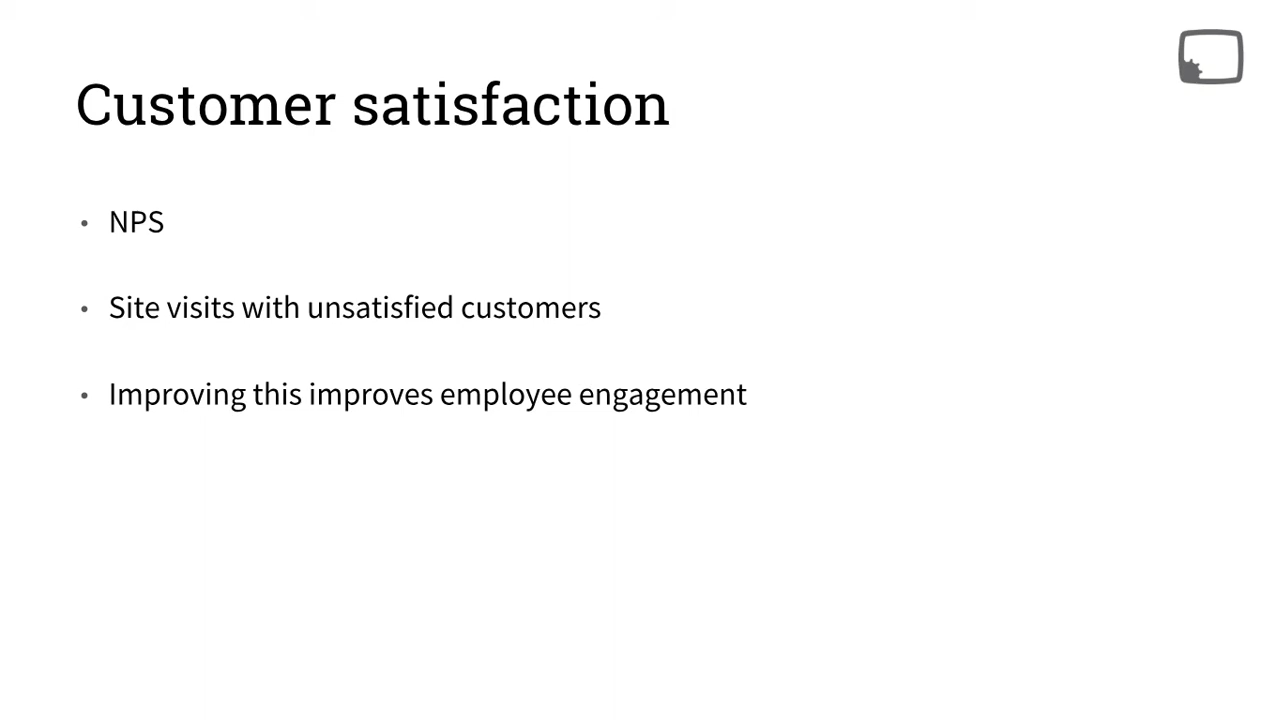 Customer satisfaction
• NPS
• Site visits with unsatisfied customers
• Improving this improves employee engagement